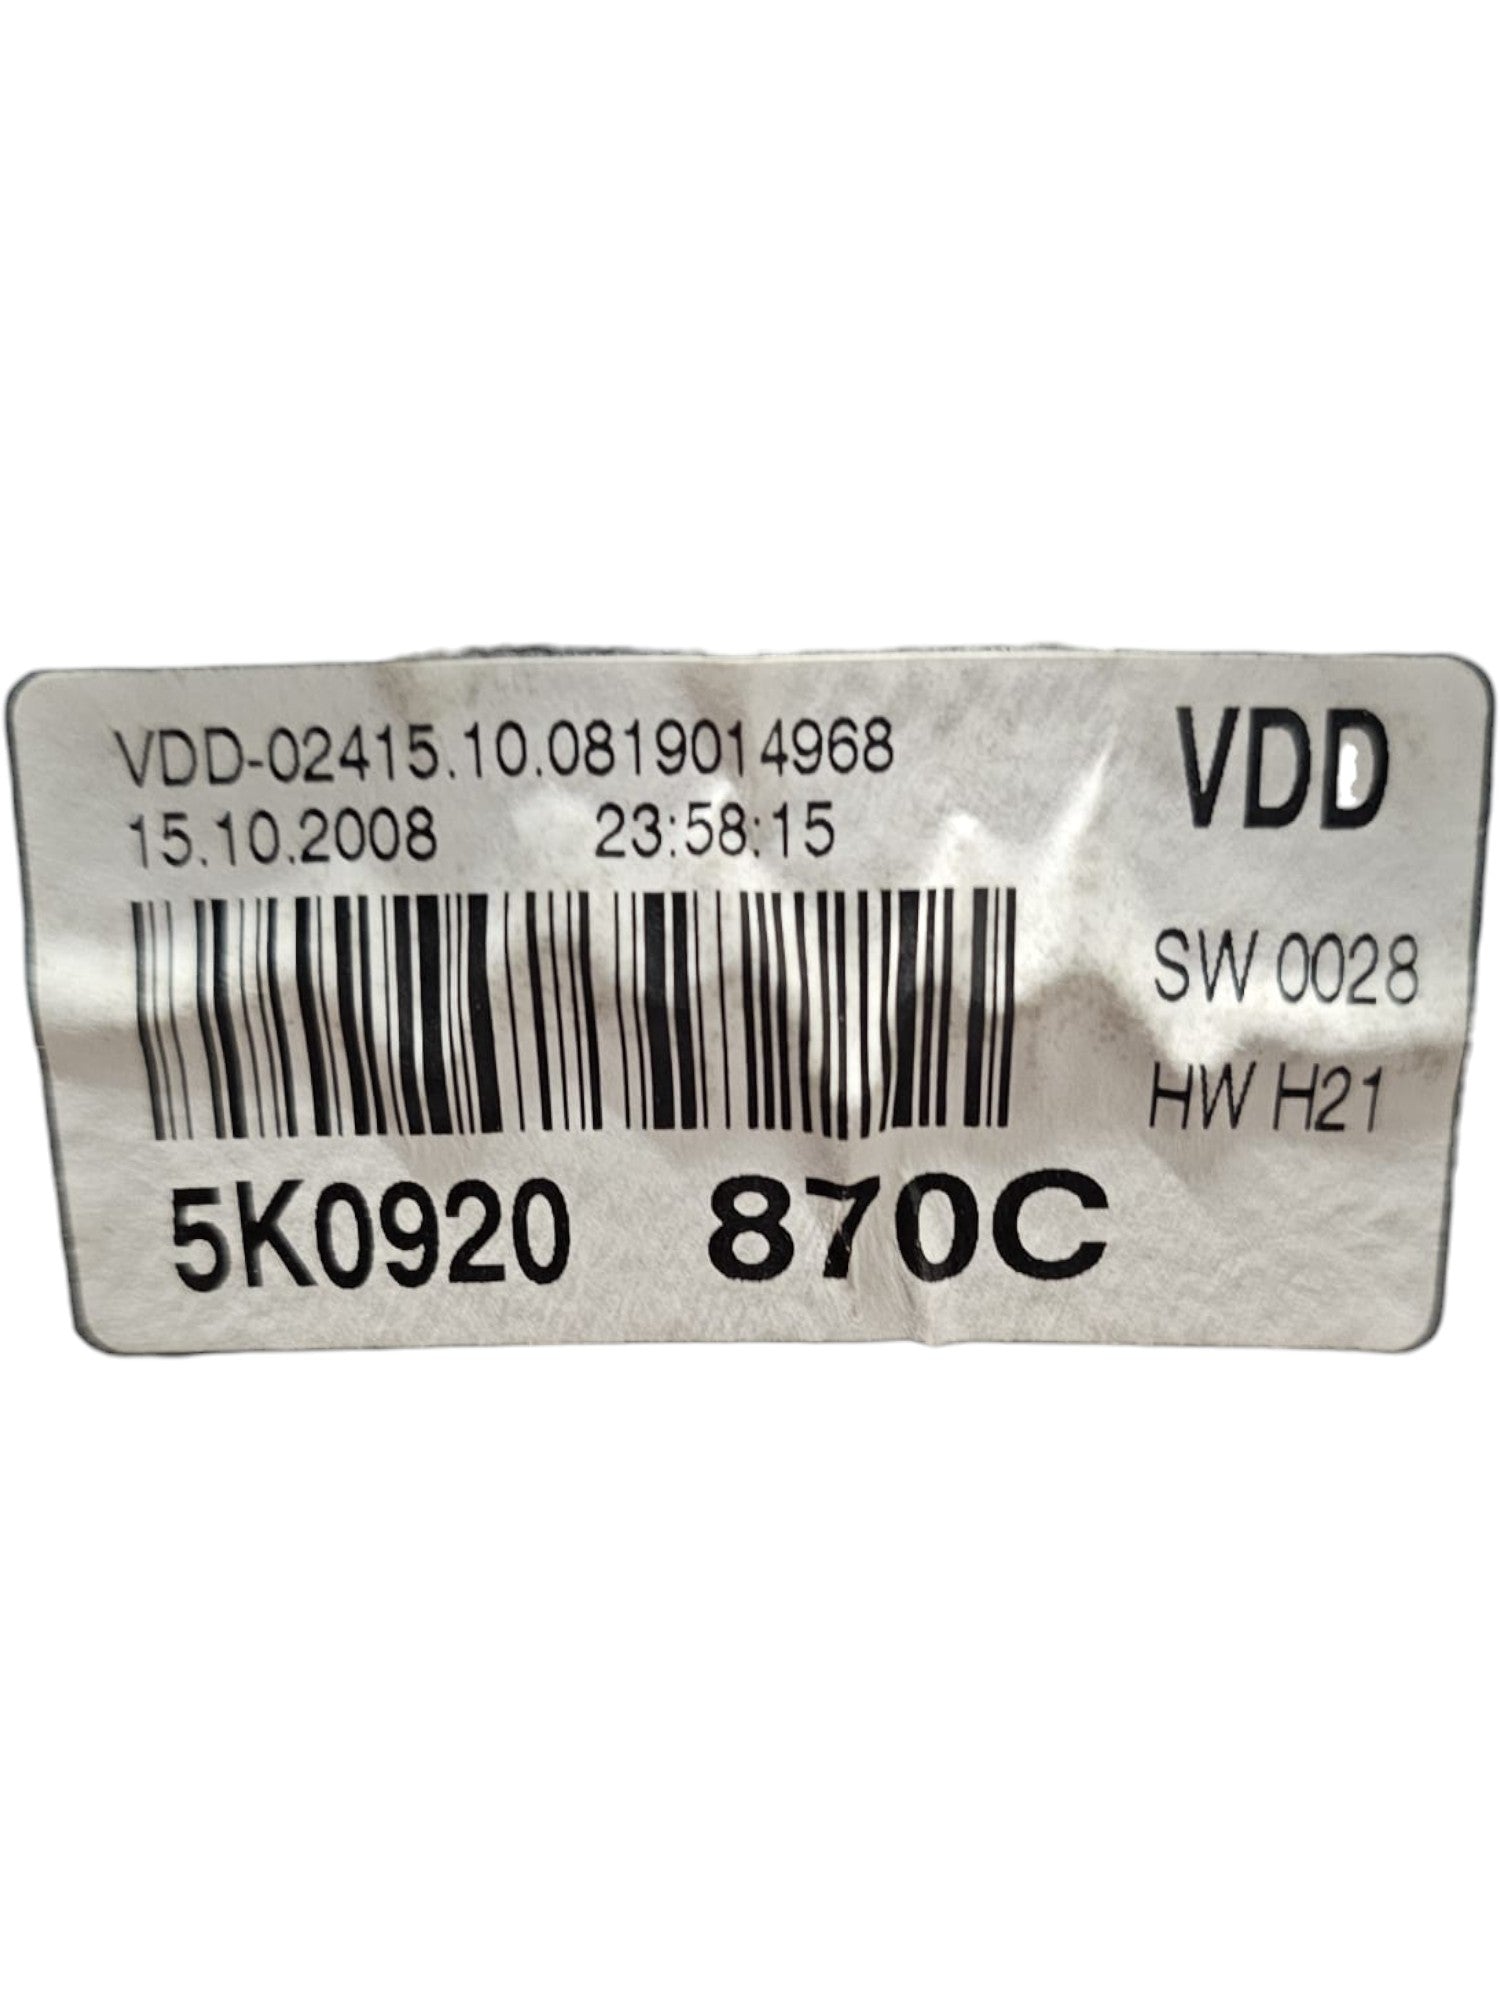 VDD-02415.10.0819014968
15.10.2008 23:58:15
VDD
SW 0028
HW H21
5K0920 870C